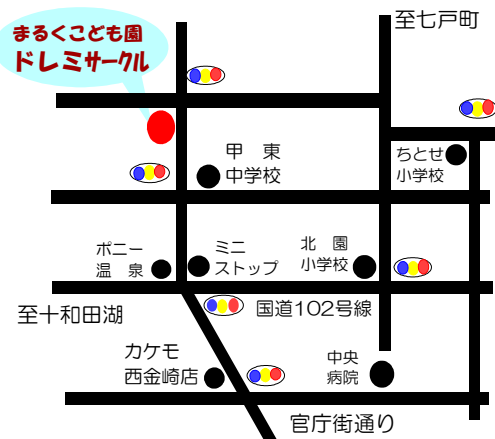 至七戸町
まるくこども園
ドレミサークル
甲 東
中学校
ちとせ
小学校
ポニー
温 泉
ミニ
ストップ
北 園
小学校
至十和田湖
国道102号線
カケモ
西金崎店
中央
病院
官庁街通り